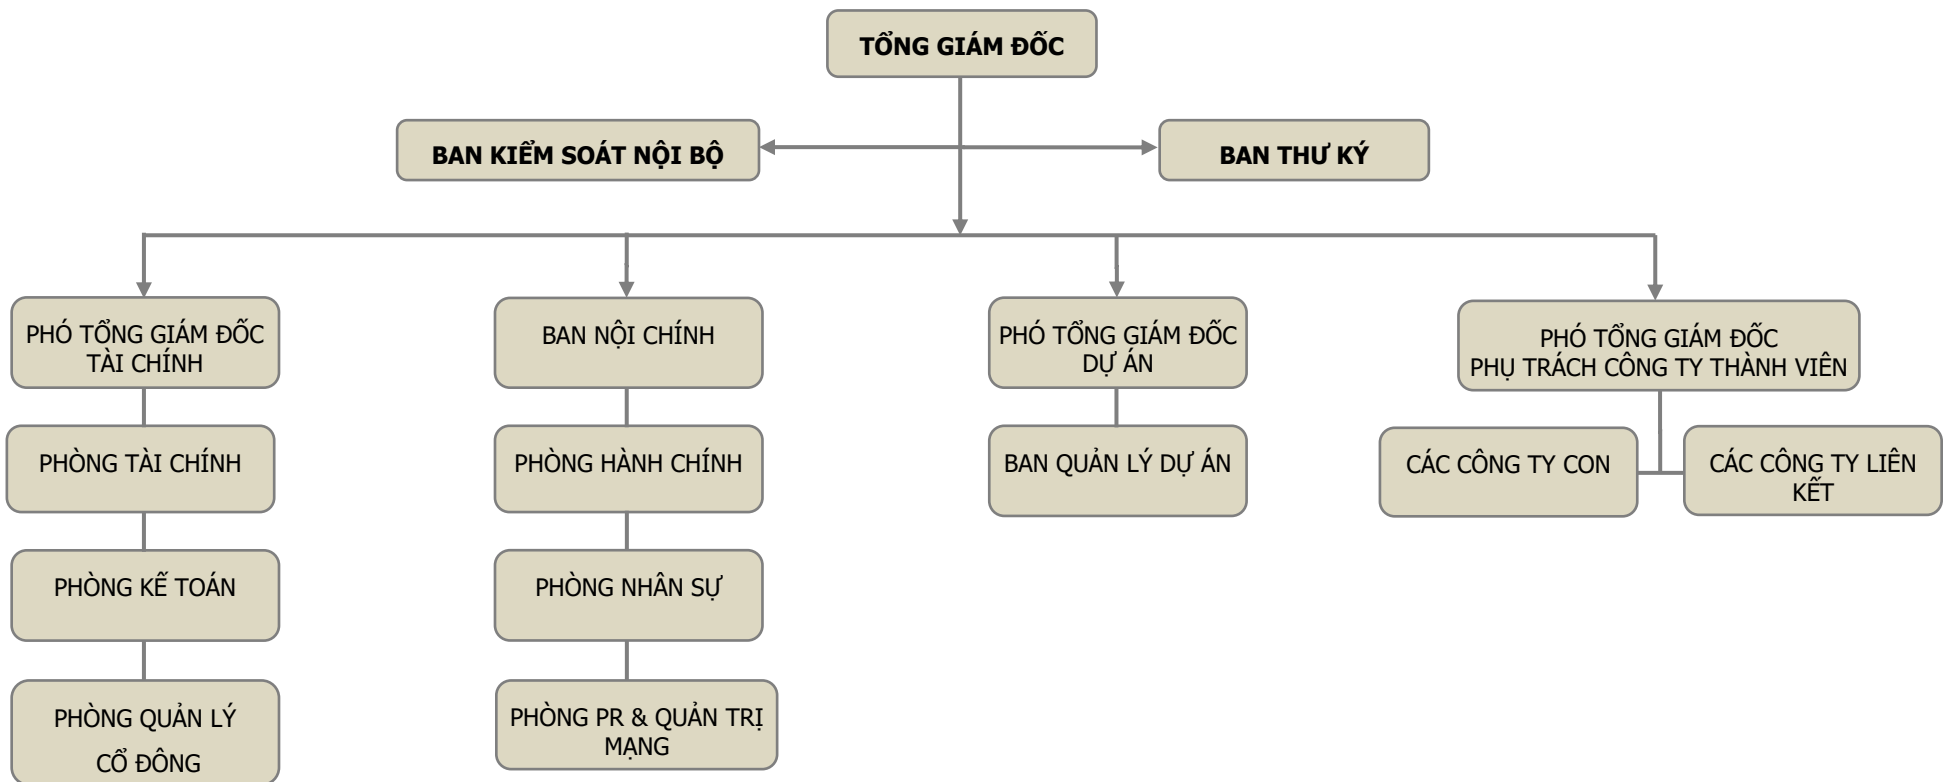 TỔNG GIÁM ĐỐC
BAN KIỂM SOÁT NỘI BỘ
BAN THƯ KÝ
PHÓ TỔNG GIÁM ĐỐC
TÀI CHÍNH
BAN NỘI CHÍNH
PHÓ TỔNG GIÁM ĐỐC
DỰ ÁN
PHÓ TỔNG GIÁM ĐỐC
PHỤ TRÁCH CÔNG TY THÀNH VIÊN
PHÒNG TÀI CHÍNH
PHÒNG HÀNH CHÍNH
BAN QUẢN LÝ DỰ ÁN
CÁC CÔNG TY CON
CÁC CÔNG TY LIÊN
KẾT
PHÒNG KẾ TOÁN
PHÒNG NHÂN SỰ
PHÒNG QUẢN LÝ
CỔ ĐÔNG
PHÒNG PR & QUẢN TRỊ
MẠNG